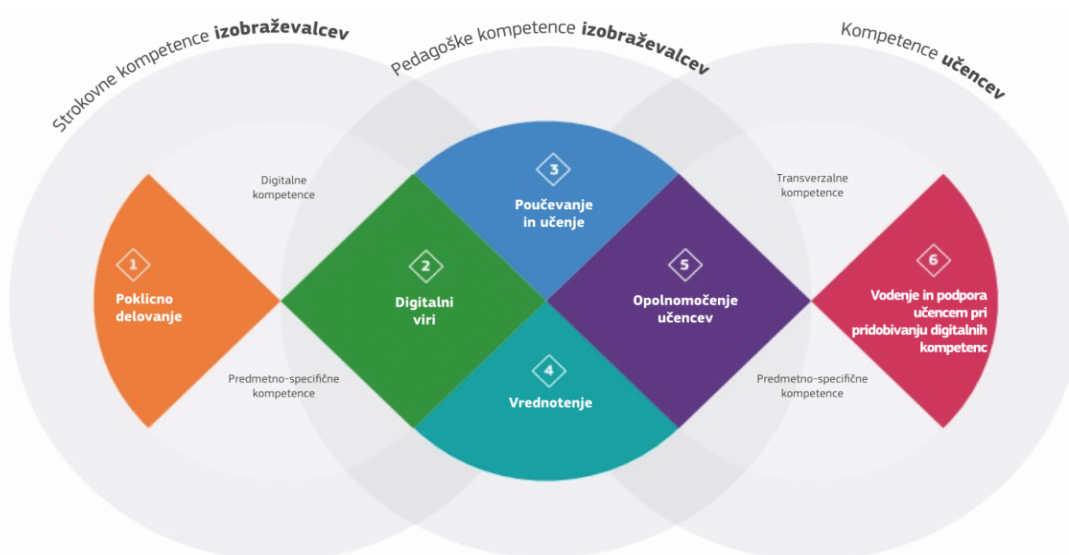 Strokovne kompetence izobraževalcev
Pedagoške kompetence izobraževalcev
Kompetence učencev
Digitalne
kompetence
Transverzalne
kompetence
1
Poklicno
delovanje
2
Digitalni
viri
3
Poučevanje
in učenje
4
Vrednotenje
5
Opolnomočenje
učencev
6
Vodenje in podpora
učencem pri
pridobivanju digitalnih
kompetenc
Predmetno-specifične
kompetence
Predmetno-specifične
kompetence